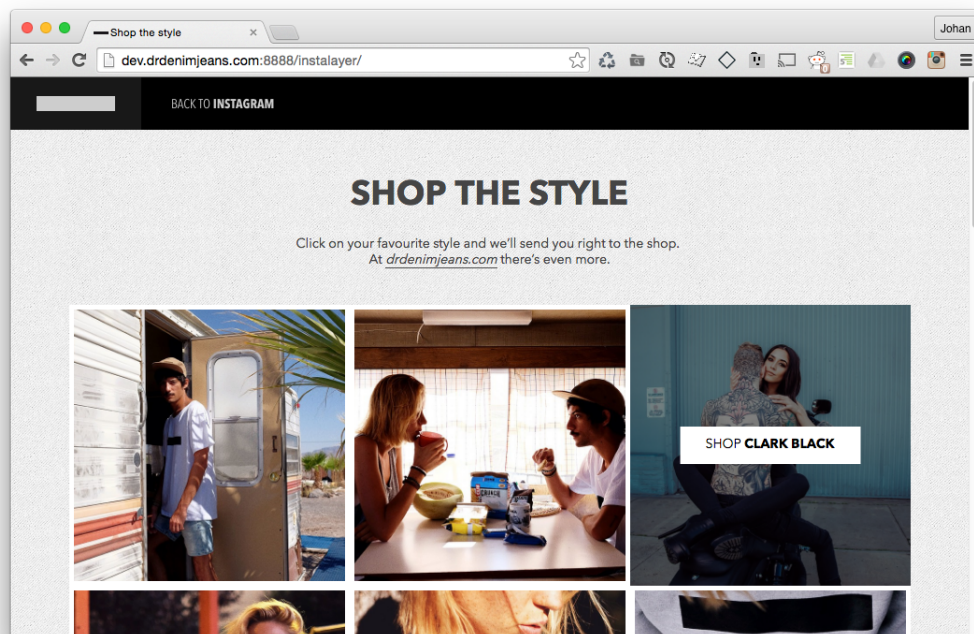 Shop the style
Johan
dev.drdenimjeans.com:8888/instalayer/
BACK TO INSTAGRAM
SHOP THE STYLE
Click on your favourite style and we'll send you right to the shop.
At drdenimjeans.com there's even more.
SHOP CLARK BLACK